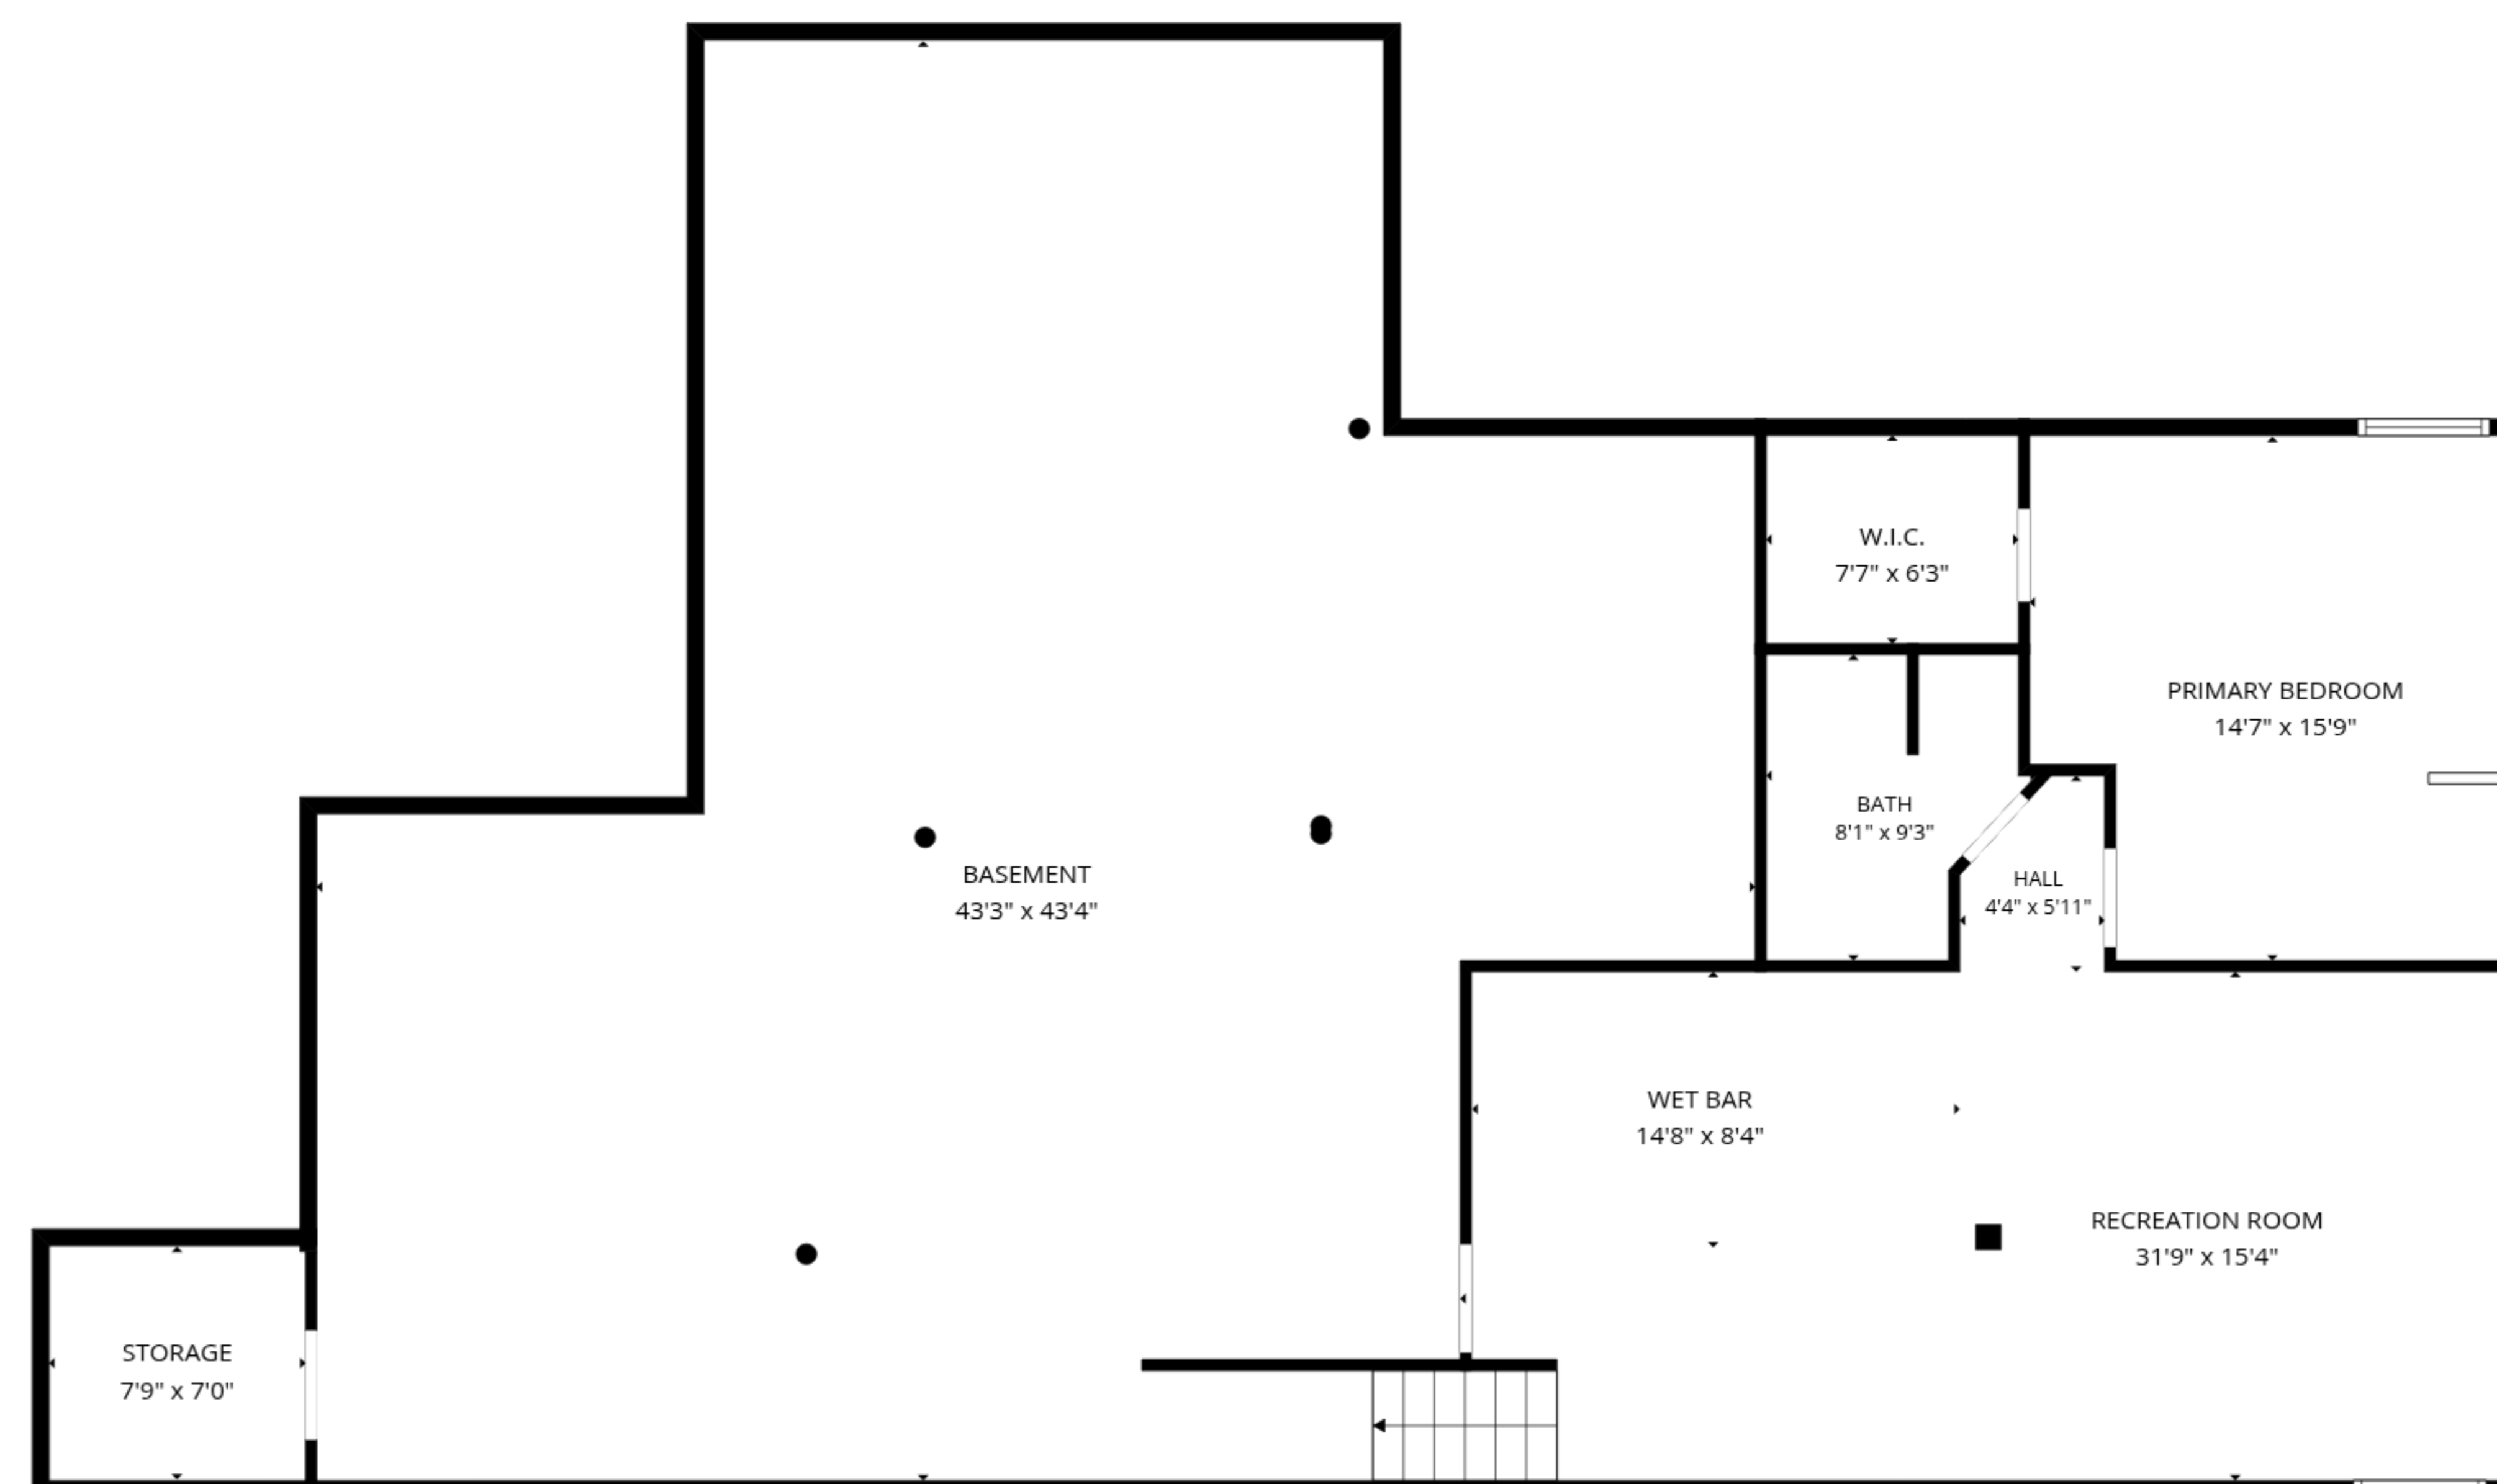 W.I.C.
7'7" x 6'3"
PRIMARY BEDROOM
14'7" x 15'9"
BATH
8'1" x 9'3"
BASEMENT
43'3" x 43'4"
HALL
4'4" x 5'11"
WET BAR
14'8" x 8'4"
RECREATION ROOM
31'9" x 15'4"
STORAGE
7'9" x 7'0"